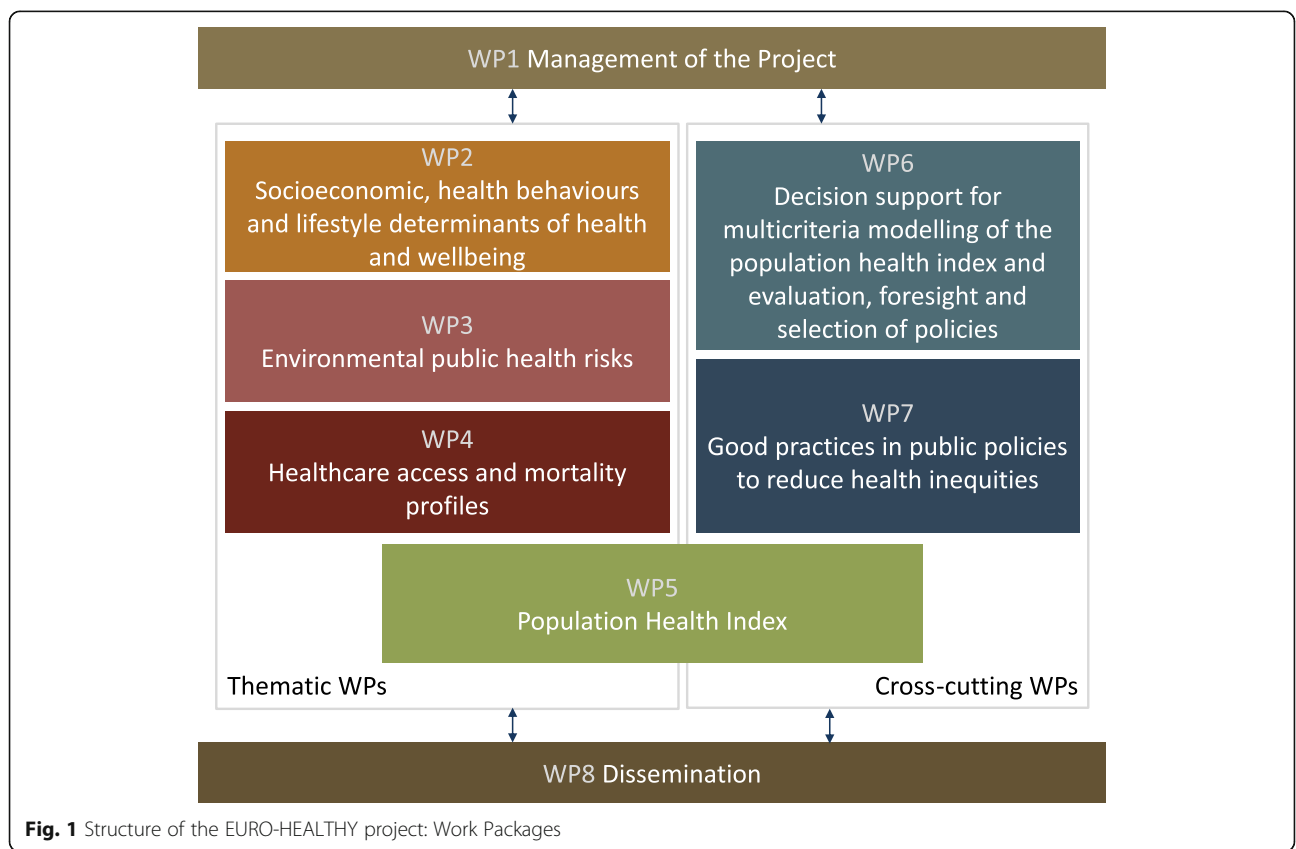 WP1 Management of the Project
WP2
Socioeconomic, health behaviours
and lifestyle determinants of health
and wellbeing
WP3
Environmental public health risks
WP4
Healthcare access and mortality
profiles
WP6
Decision support for
multicriteria modelling of the
population health index and
evaluation, foresight and
selection of policies
WP7
Good practices in public policies
to reduce health inequities
WP5
Population Health Index
Thematic WPs
Cross-cutting WPs
WP8 Dissemination
Fig. 1 Structure of the EURO-HEALTHY project: Work Packages